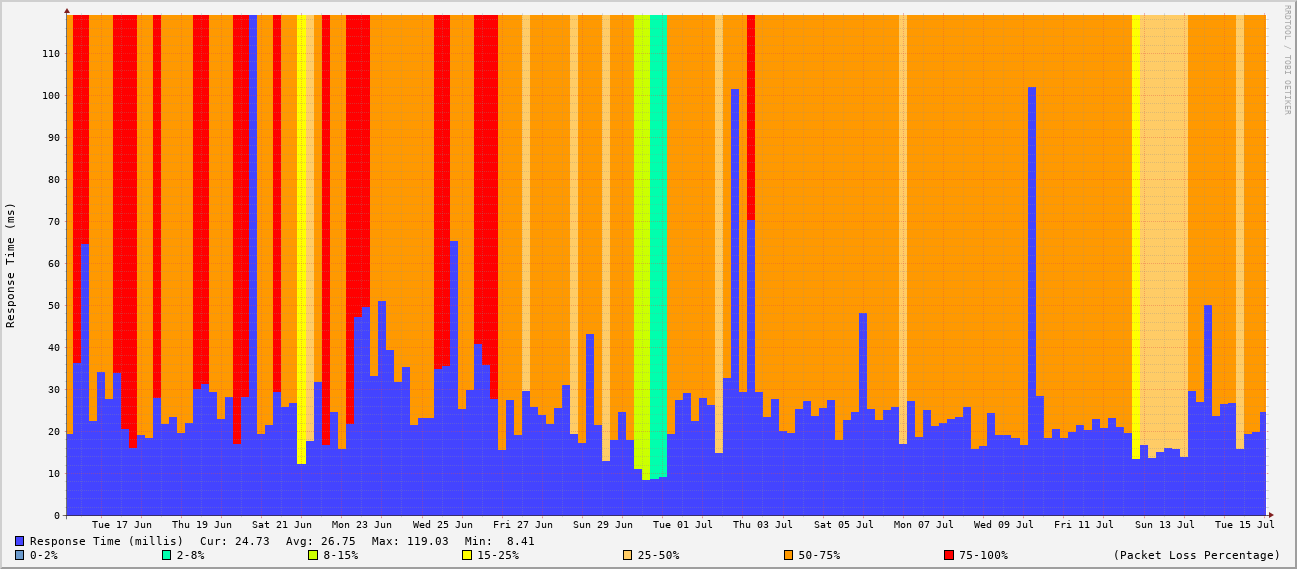 RRDTOOL / TOBI OETIKER
Response Time (ms)
110
100
90
80
70
60
50
40
30
20
10
0
Tue 17 Jun Thu 19 Jun Sat 21 Jun Mon 23 Jun Wed 25 Jun Fri 27 Jun Sun 29 Jun Tue 01 Jul Thu 03 Jul Sat 05 Jul Mon 07 Jul Wed 09 Jul Fri 11 Jul Sun 13 Jul Tue 15 Jul
Response Time (millis) Cur: 24.73 Avg: 26.75 Max: 119.03 Min: 8.41
0-2% 2-8% 8-15% 15-25% 25-50% 50-75% 75-100% (Packet Loss Percentage)